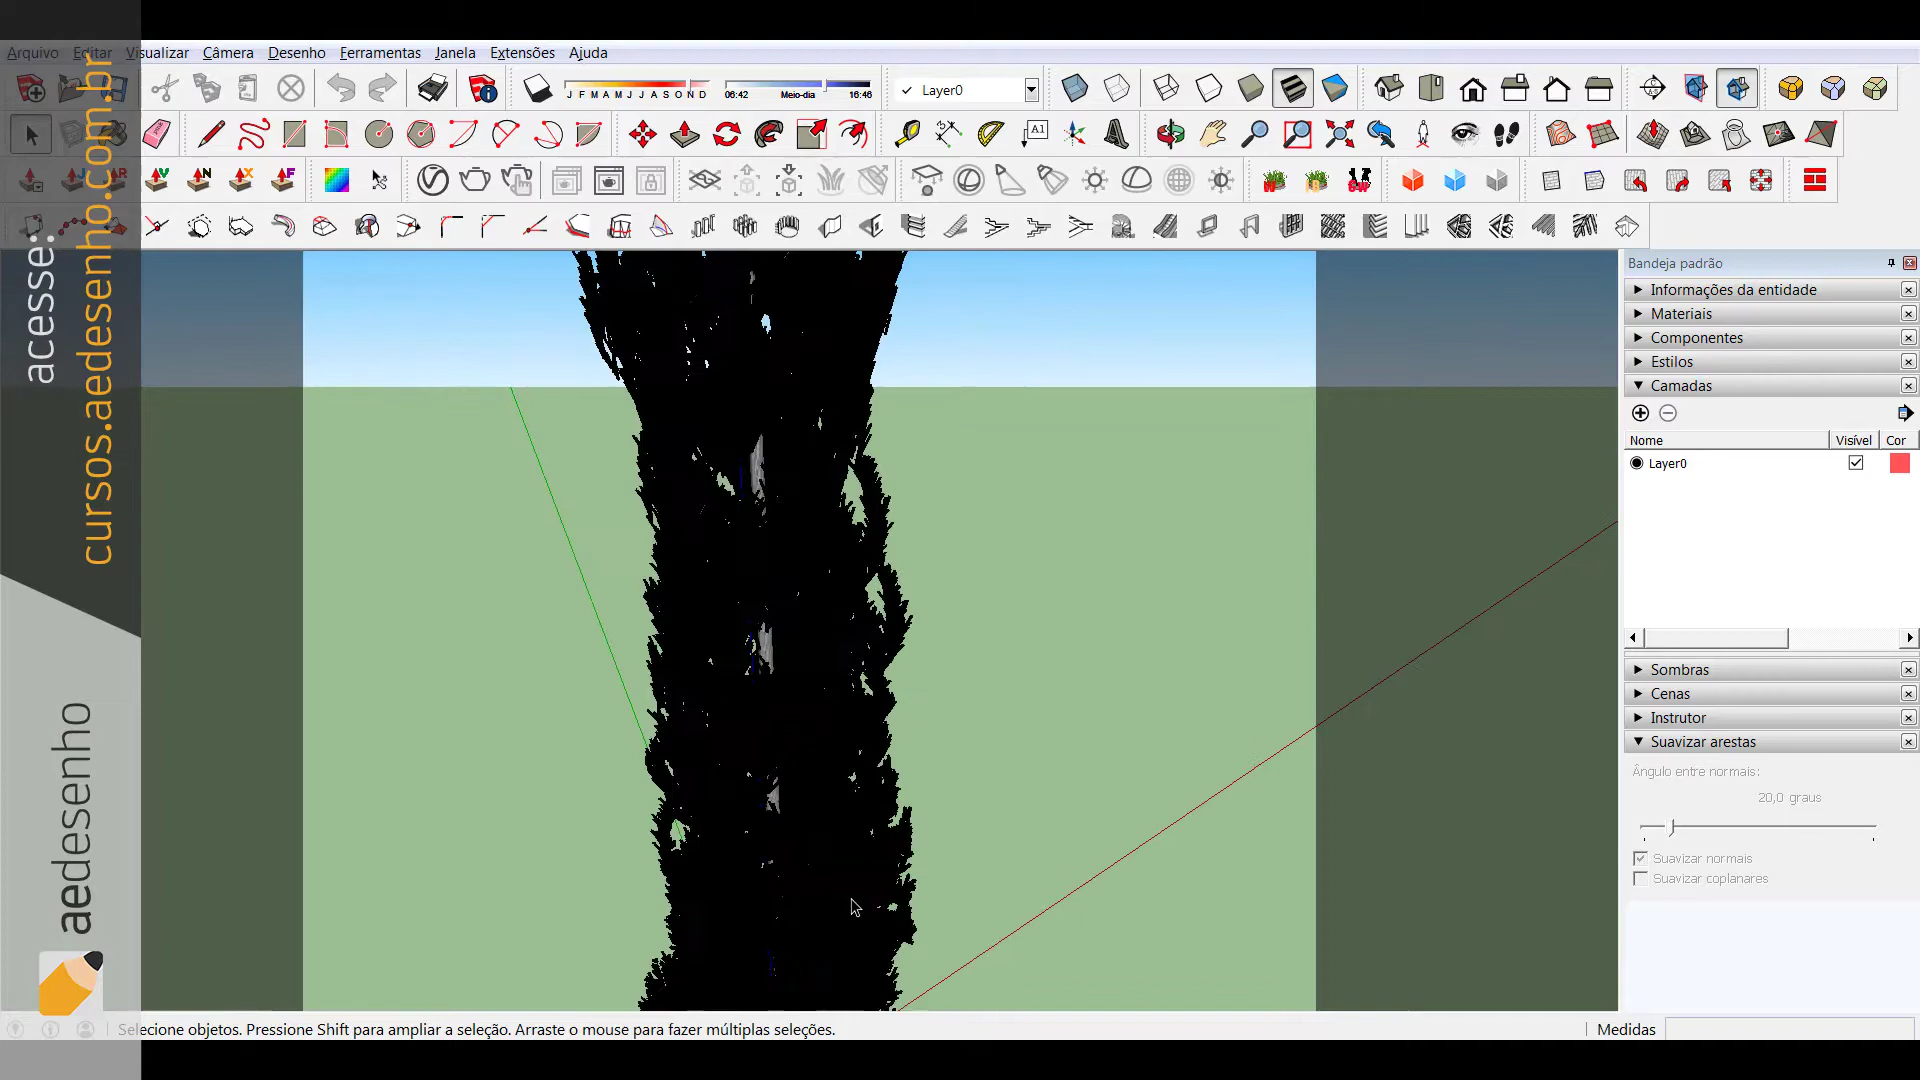 Arquivo Editar Visualizar Câmera Desenho Ferramentas Janela Extensões Ajuda
J F M A M J J A S O N D
06:42 Meio-dia 16:46
Layer0
A1
V N X F
Bandeja padrão
Informações da entidade
Materiais
Componentes
Estilos
Camadas
Nome Visível Cor
Layer0
Sombras
Cenas
Instrutor
Suavizar arestas
Ângulo entre normais:
20,0 graus
Suavizar normais
Suavizar coplanares
Selecione objetos. Pressione Shift para ampliar a seleção. Arraste o mouse para fazer múltiplas seleções.
Medidas
acesse:
cursos.aedesenho.com.br
aedesenho